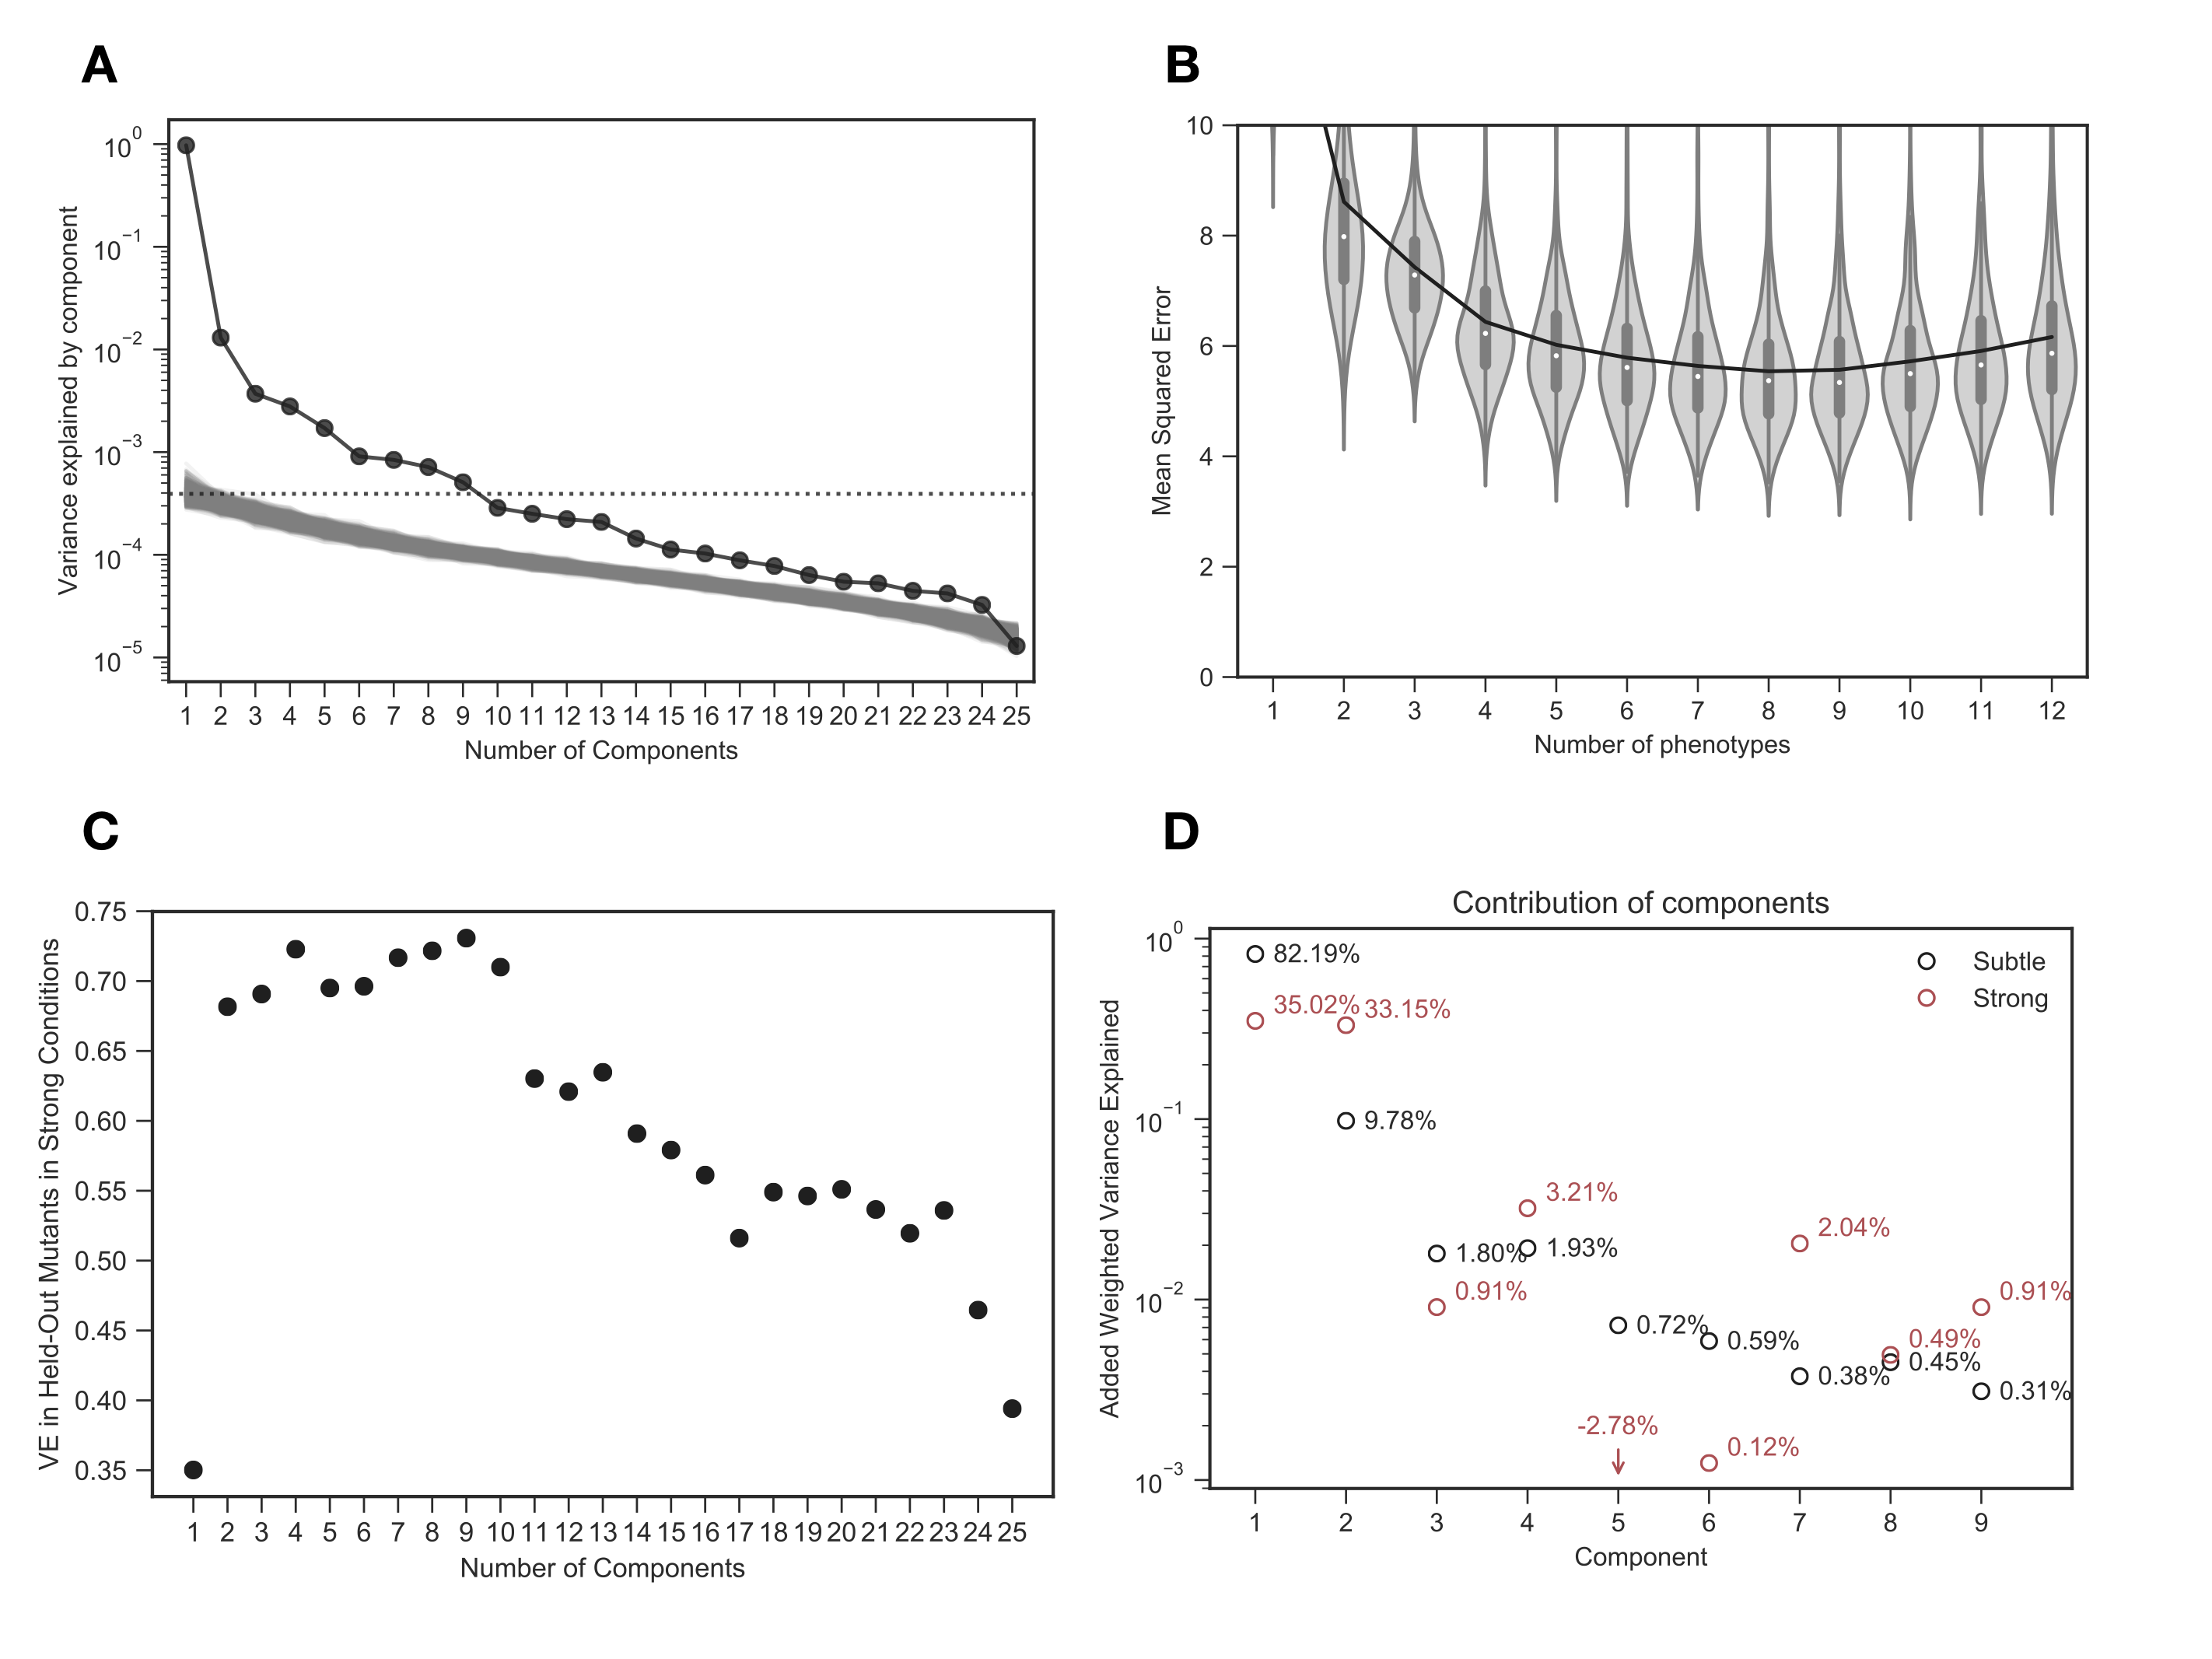 A
Variance explained by component
10^0
10^−1
10^−2
10^−3
10^−4
10^−5
1 2 3 4 5 6 7 8 9 10 11 12 13 14 15 16 17 18 19 20 21 22 23 24 25
Number of Components
B
Mean Squared Error
10
8
6
4
2
0
1 2 3 4 5 6 7 8 9 10 11 12
Number of phenotypes
C
VE in Held-Out Mutants in Strong Conditions
0.75
0.70
0.65
0.60
0.55
0.50
0.45
0.40
0.35
1 2 3 4 5 6 7 8 9 10 11 12 13 14 15 16 17 18 19 20 21 22 23 24 25
Number of Components
D
Contribution of components
Added Weighted Variance Explained
10^0
10^−1
10^−2
10^−3
Subtle
Strong
82.19%
35.02% 33.15%
9.78%
3.21%
2.04%
1.80% 1.93%
0.91% 0.91%
0.72% 0.59%
0.49%
0.38% 0.45% 0.31%
-2.78%
0.12%
1 2 3 4 5 6 7 8 9
Component